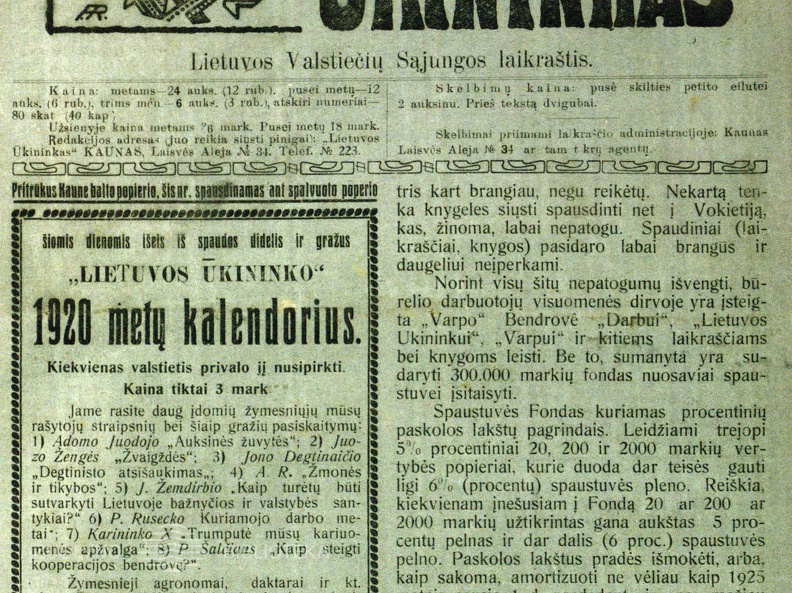 ŪKININKAS
Lietuvos Valstiečių Sąjungos laikraštis.
Kaina: metams—24 auks. (12 rub.), pusei metų—12
auks. (6 rub.), trims mėn —6 auks. (3 rub.), atskiri numeriai—
80 skat (40 kap)
Užsienyje kaina metams 36 mark. Pusei metų 18 mark.
Redakcijos adresas (juo reikia siųsti pinigai): „Lietuvos
Ūkininkas“ KAUNAS, Laisvės Aleja № 34. Telef. № 223.
Skelbimų kaina: pusė skilties petito eilutei
2 auksinu. Prieš tekstą dvigubai.
Skelbimai priimami laikraščio administracijoje: Kaunas
Laisvės Aleja № 34 ar tam t krų agentų.
Pritrūkus Kaune balto popierio, šis nr. spausdinamas ant spalvuoto poperio
šiomis dienomis išeis iš spaudos didelis ir gražus
„LIETUVOS ŪKININKO“
1920 metų kalendorius.
Kiekvienas valstietis privalo jį nusipirkti.
Kaina tiktai 3 mark
Jame rasite daug įdomių žymesniųjų mūsų
rašytojų straipsnių bei šiaip gražių pasiskaitymų:
1) Adomo Juodojo „Auksinės žuvytės“; 2) Juo-
zo Žengės „Žvaigždės“; 3) Jono Degtinaičio
„Degtinisto atsišaukimas„; 4) A. R. „Žmonės
ir tikybos“; 5) J. Žemdirbio „Kaip turėtų būti
sutvarkyti Lietuvoje bažnyčios ir valstybės san-
tykiai?“ 6) P. Rusecko Kuriamojo darbo me-
tai“; 7) Karininko X „Trumputė mūsų kariuo-
menės apžvalga“; 8) P Šalčiaus „Kaip steigti
kooperacijos bendrovę?“.
Žymesnieji agronomai, daktarai ir kt.
tris kart brangiau, negu reikėtų. Nekartą ten-
ka knygeles siųsti spausdinti net į Vokietiją,
kas, žinoma, labai nepatogu. Spaudiniai (lai-
kraščiai, knygos) pasidaro labai brangus ir
daugeliui neįperkami.
Norint visų šitų nepatogumų išvengti, bū-
relio darbuotojų visuomenės dirvoje yra įsteig-
ta „Varpo“ Bendrovė „Darbui“, „Lietuvos
Ukininkui“, „Varpui“ ir kitiems laikraščiams
bei knygoms leisti. Be to, sumanyta yra su-
daryti 300.000 markių fondas nuosaviai spau-
stuvei įsitaisyti.
Spaustuvės Fondas kuriamas procentinių
paskolos lakštų pagrindais. Leidžiami trejopi
5% procentiniai 20, 200 ir 2000 markių ver-
tybės popieriai, kurie duoda dar teisės gauti
ligi 6% (procentų) spaustuvės pleno. Reiškia,
kiekvienam įnešusiam į Fondą 20 ar 200 ar
2000 markių užtikrintas gana aukštas 5 pro-
centų pelnas ir dar dalis (6 proc.) spaustuvės
pelno. Paskolos lakštus pradės išmokėti, arba,
kaip sakoma, amortizuoti ne vėliau kaip 1925